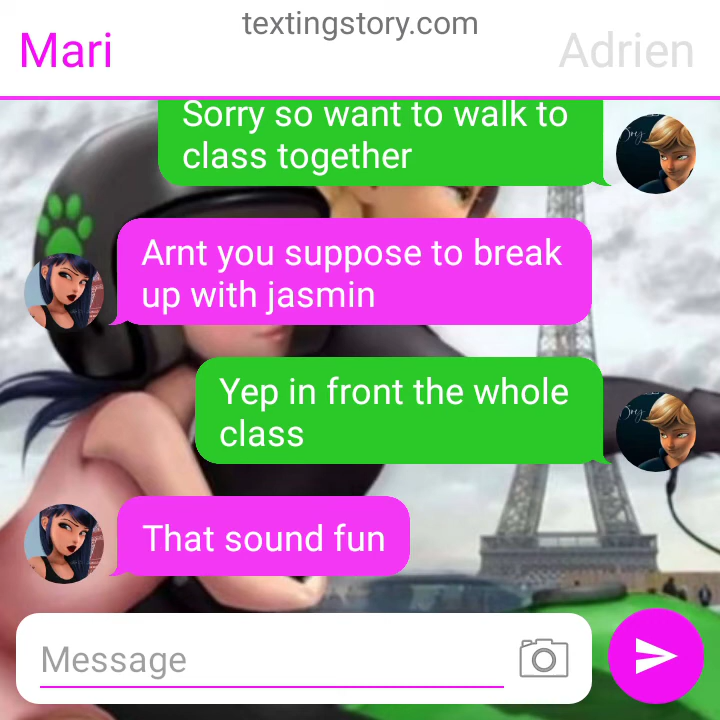 textingstory.com
Mari
Adrien
Sorry so want to walk to
class together
Arnt you suppose to break
up with jasmin
Yep in front the whole
class
That sound fun
Message